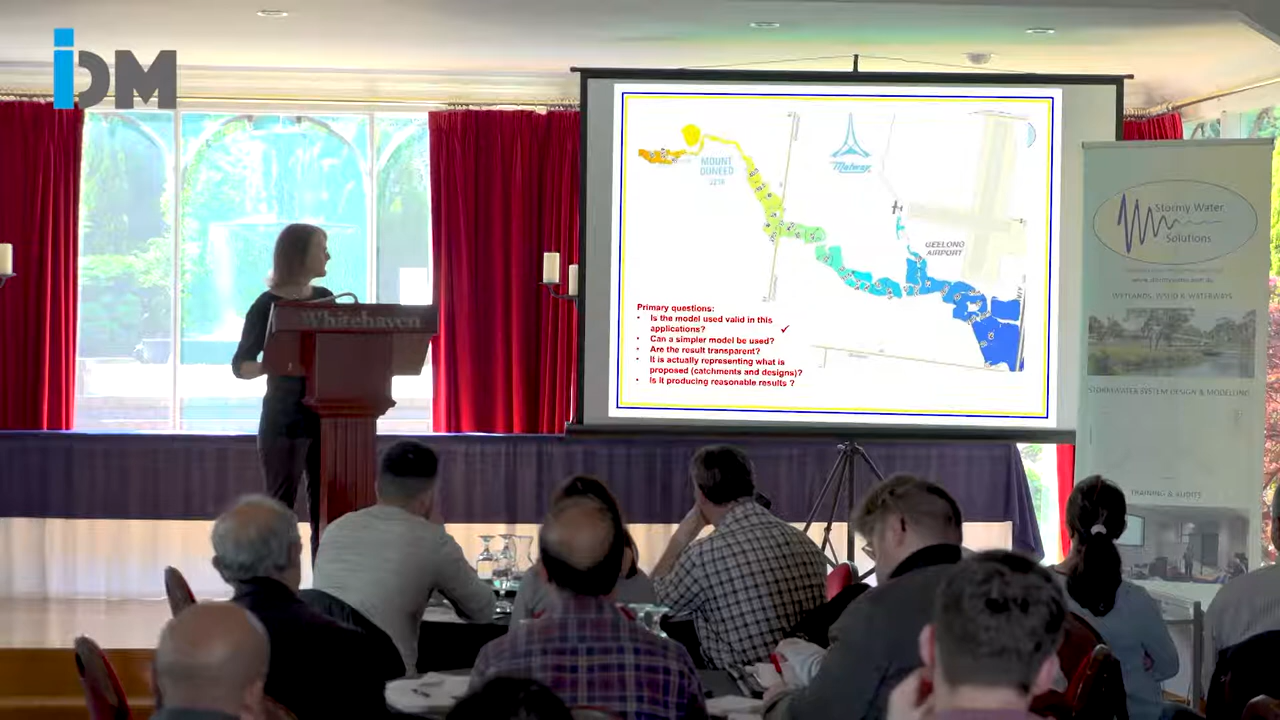 iDM
MOUNT
DUNEED
3216
Melway
GEELONG
AIRPORT
Primary questions:
• Is the model used valid in this
applications? ✓
• Can a simpler model be used?
• Are the result transparent?
• It is actually representing what is
proposed (catchments and designs)?
• Is it producing reasonable results ?
Whitehaven
Stormy Water
Solutions
WETLANDS, WSUD & WATERWAYS
STORMWATER SYSTEM DESIGN & MODELLING
TRAINING & AUDITS